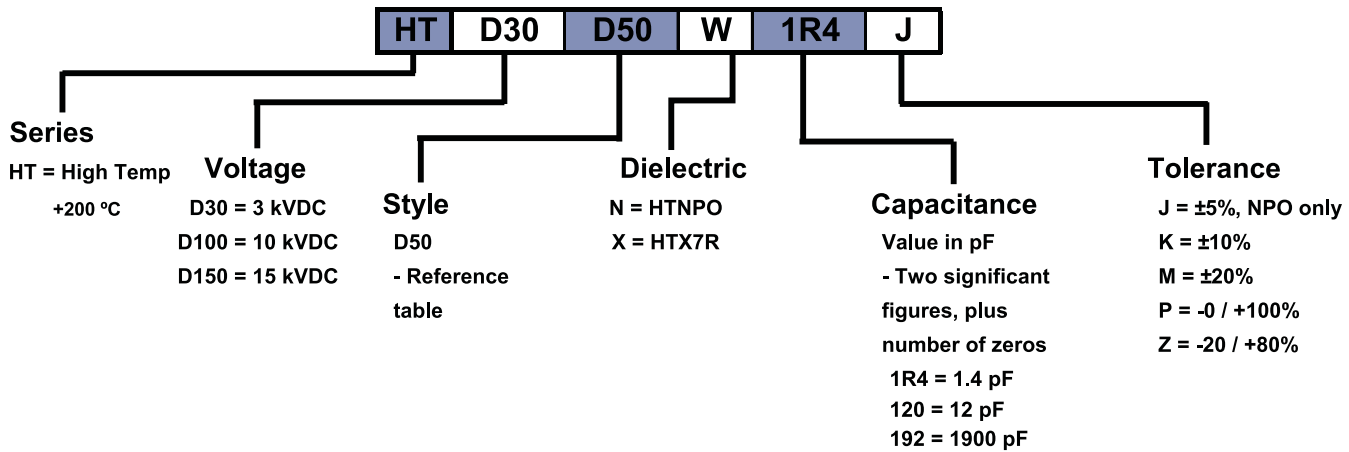 HT D30 D50 W 1R4 J
Series
HT = High Temp
+200 ºC
Voltage
D30 = 3 kVDC
D100 = 10 kVDC
D150 = 15 kVDC
Style
D50
- Reference
table
Dielectric
N = HTNPO
X = HTX7R
Capacitance
Value in pF
- Two significant
figures, plus
number of zeros
1R4 = 1.4 pF
120 = 12 pF
192 = 1900 pF
Tolerance
J = ±5%, NPO only
K = ±10%
M = ±20%
P = -0 / +100%
Z = -20 / +80%